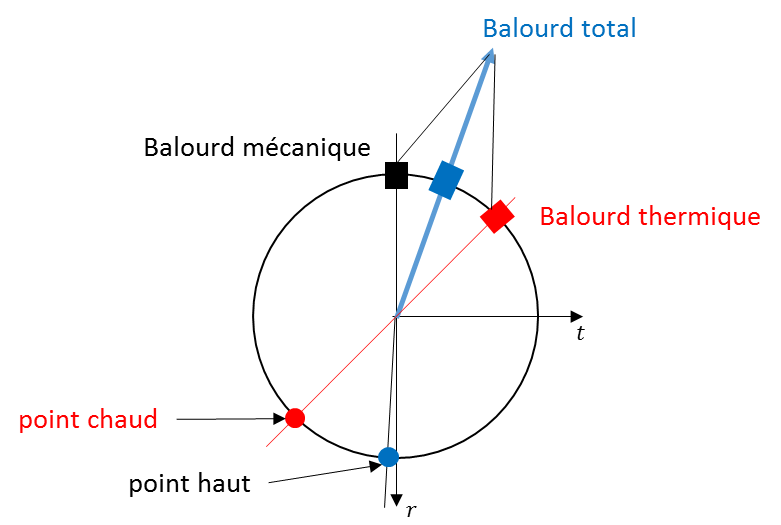 Balourd total
Balourd mécanique
Balourd thermique
t
point chaud
point haut
r